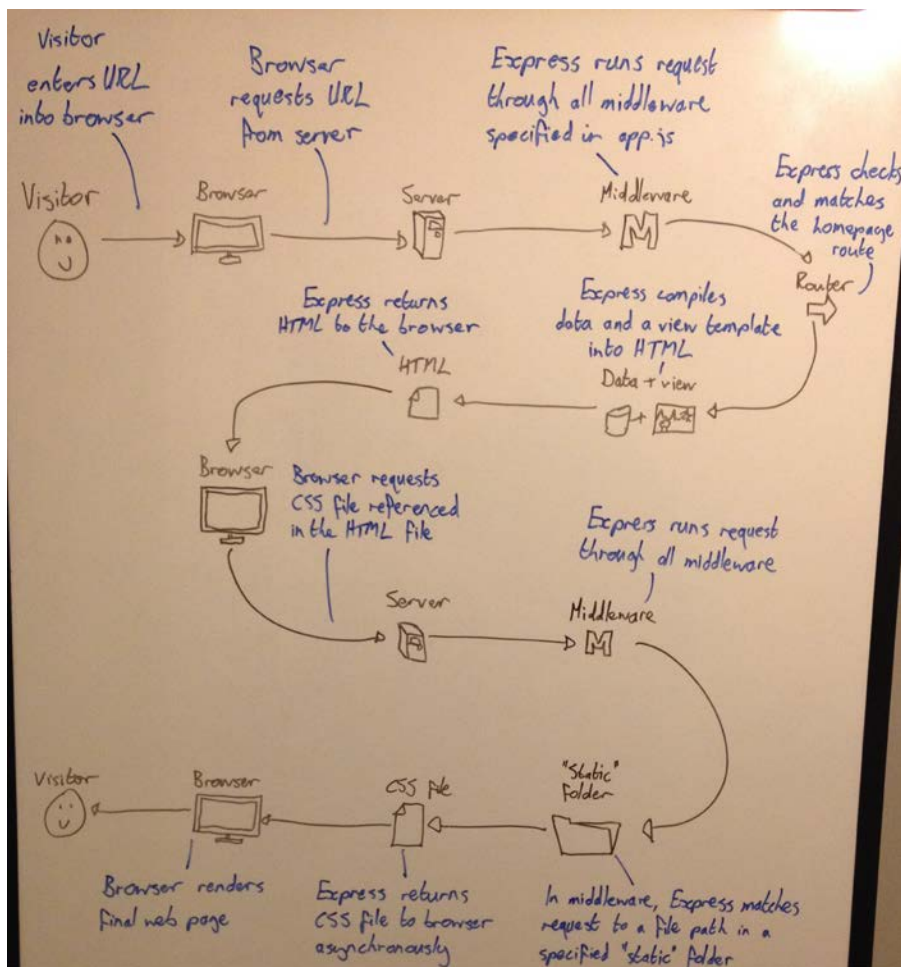 Visitor
enters URL
into browser
Browser
requests URL
from server
Express runs request
through all middleware
specified in app.js
Express checks
and matches
the homepage
route
Visitor
Browser
Server
Middleware
M
Router
Express returns
HTML to the browser
Express compiles
data and a view template
into HTML
HTML
Data + view
+
Browser
Browser requests
CSS file referenced
in the HTML file
Express runs request
through all middleware
Server
Middleware
M
Visitor
Browser
CSS file
"Static"
folder
Browser renders
final web page
Express returns
CSS file to browser
asynchronously
In middleware, Express matches
request to a file path in a
specified "static" folder